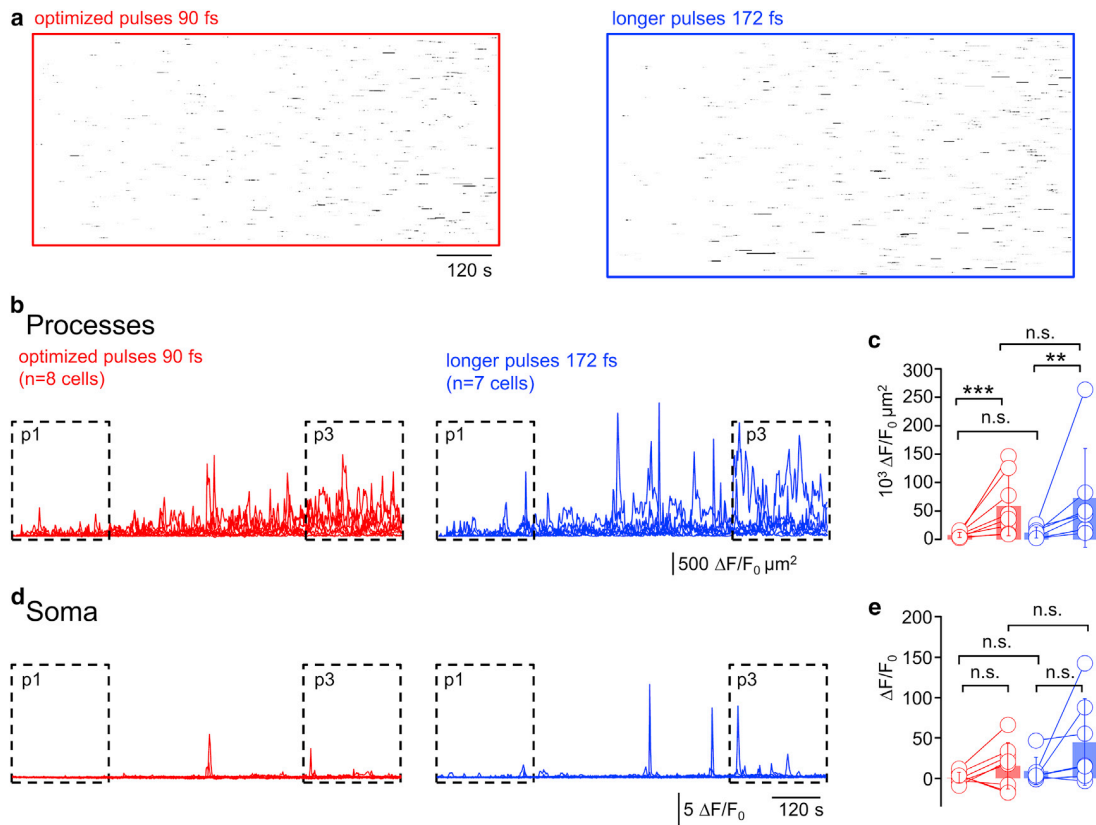 a
optimized pulses 90 fs
longer pulses 172 fs
120 s
b Processes
optimized pulses 90 fs
(n=8 cells)
longer pulses 172 fs
(n=7 cells)
p1
p3
p1
p3
500 ΔF/F₀ μm²
c
n.s.
**
***
n.s.
10³ ΔF/F₀ μm²
300
250
200
150
100
50
0
d Soma
p1
p3
p1
p3
5 ΔF/F₀
120 s
e
n.s.
n.s.
n.s.
n.s.
ΔF/F₀
200
150
100
50
0